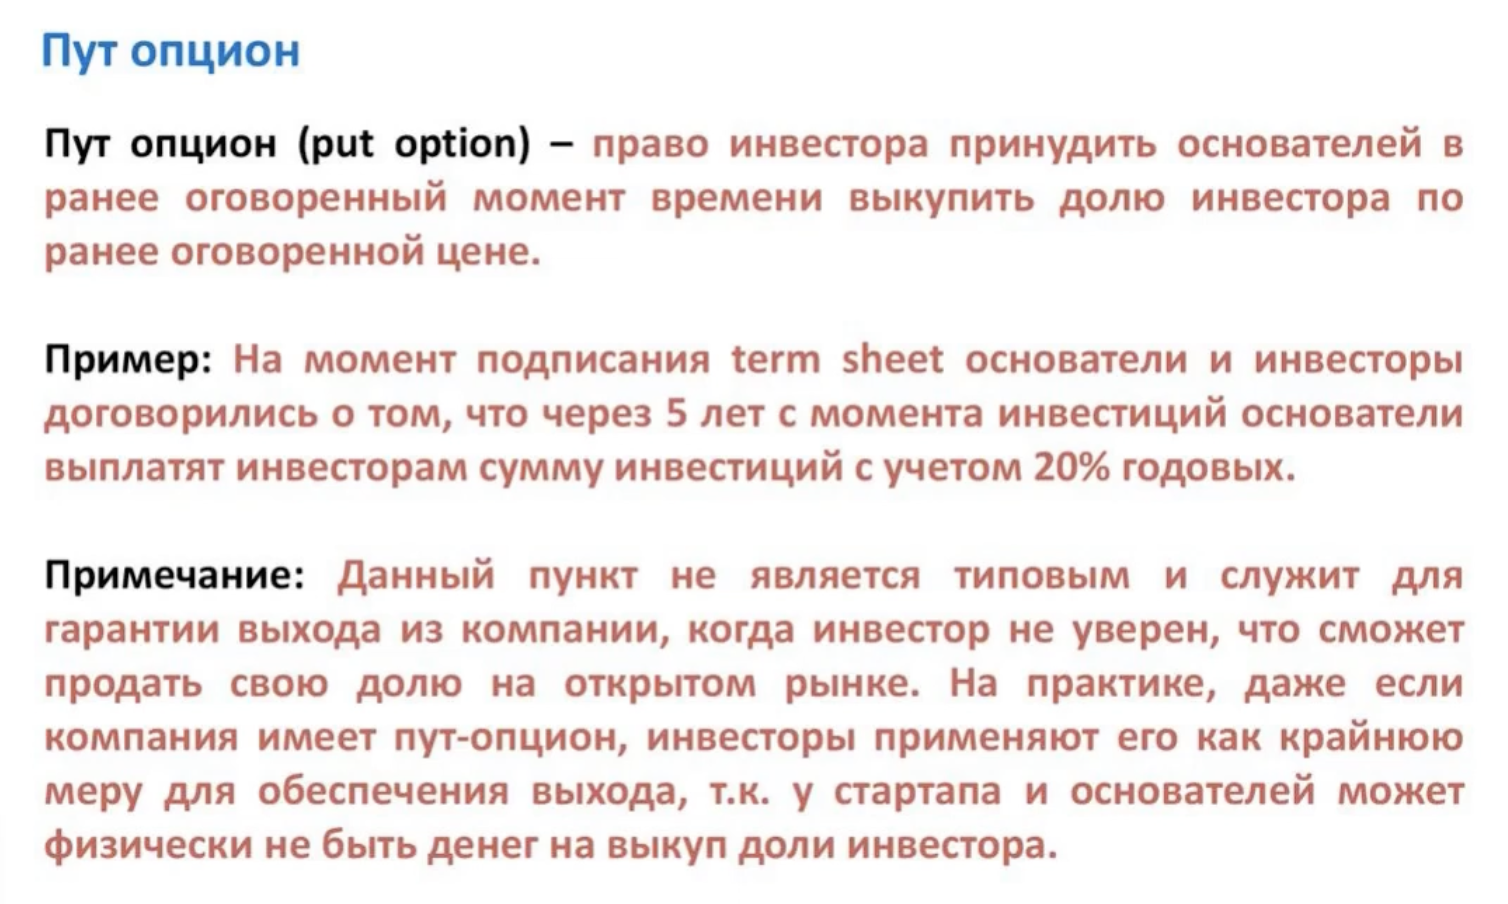 Пут опцион
Пут опцион (put option) – право инвестора принудить основателей в
ранее оговоренный момент времени выкупить долю инвестора по
ранее оговоренной цене.
Пример: На момент подписания term sheet основатели и инвесторы
договорились о том, что через 5 лет с момента инвестиций основатели
выплатят инвесторам сумму инвестиций с учетом 20% годовых.
Примечание: Данный пункт не является типовым и служит для
гарантии выхода из компании, когда инвестор не уверен, что сможет
продать свою долю на открытом рынке. На практике, даже если
компания имеет пут-опцион, инвесторы применяют его как крайнюю
меру для обеспечения выхода, т.к. у стартапа и основателей может
физически не быть денег на выкуп доли инвестора.